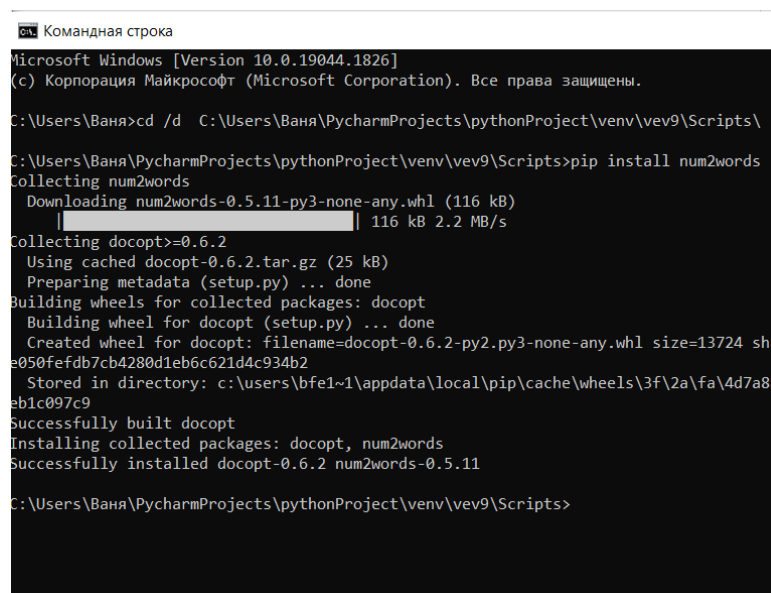 Командная строка
Microsoft Windows [Version 10.0.19044.1826]
(c) Корпорация Майкрософт (Microsoft Corporation). Все права защищены.
C:\Users\Ваня>cd /d  C:\Users\Ваня\PycharmProjects\pythonProject\venv\vev9\Scripts\
C:\Users\Ваня\PycharmProjects\pythonProject\venv\vev9\Scripts>pip install num2words
Collecting num2words
  Downloading num2words-0.5.11-py3-none-any.whl (116 kB)
     |                                | 116 kB 2.2 MB/s
Collecting docopt>=0.6.2
  Using cached docopt-0.6.2.tar.gz (25 kB)
  Preparing metadata (setup.py) ... done
Building wheels for collected packages: docopt
  Building wheel for docopt (setup.py) ... done
  Created wheel for docopt: filename=docopt-0.6.2-py2.py3-none-any.whl size=13724 sh
e050fefdb7cb4280d1eb6c621d4c934b2
  Stored in directory: c:\users\bfe1~1\appdata\local\pip\cache\wheels\3f\2a\fa\4d7a8
eb1c097c9
Successfully built docopt
Installing collected packages: docopt, num2words
Successfully installed docopt-0.6.2 num2words-0.5.11
C:\Users\Ваня\PycharmProjects\pythonProject\venv\vev9\Scripts>